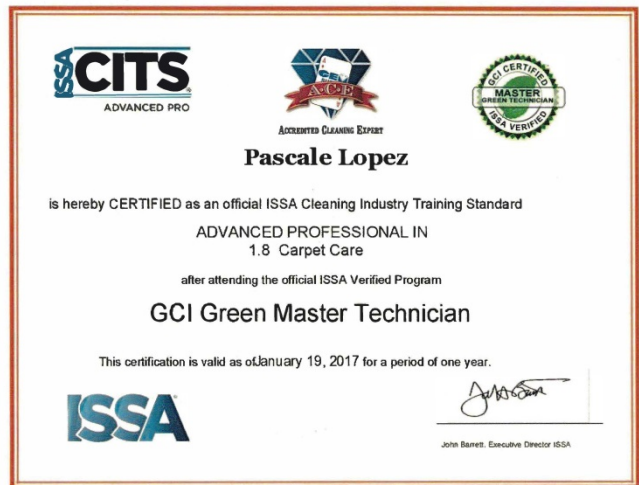 ISSA CITS
ADVANCED PRO
A·C·E
ACCREDITED CLEANING EXPERT
GCI CERTIFIED
MASTER
GREEN TECHNICIAN
ISSA VERIFIED
Pascale Lopez
is hereby CERTIFIED as an official ISSA Cleaning Industry Training Standard
ADVANCED PROFESSIONAL IN
1.8 Carpet Care
after attending the official ISSA Verified Program
GCI Green Master Technician
This certification is valid as ofJanuary 19, 2017 for a period of one year.
ISSA
John Barrett. Executive Director ISSA